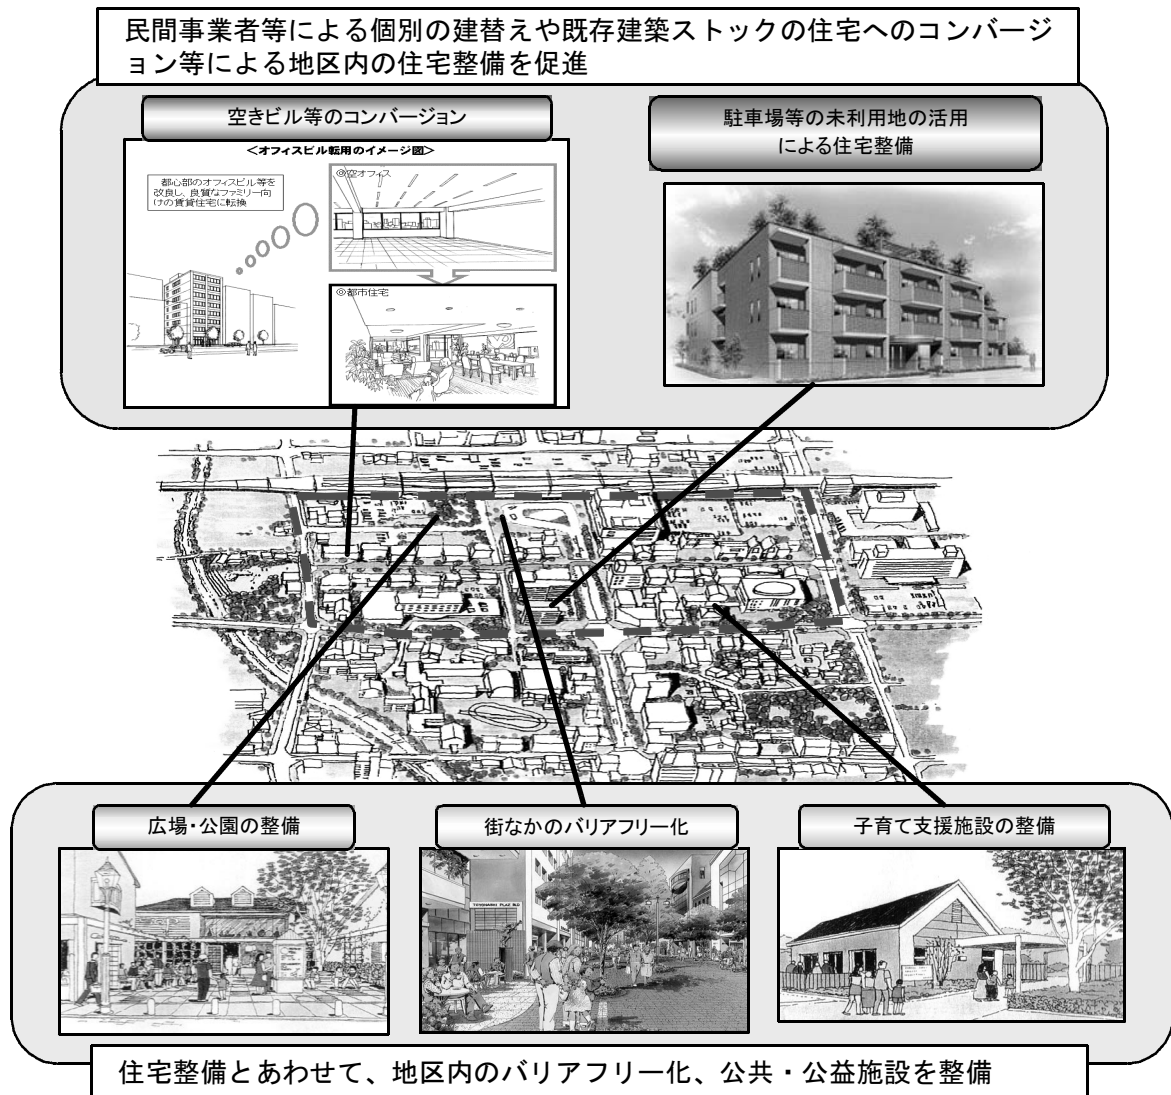 民間事業者等による個別の建替えや既存建築ストックの住宅へのコンバージ
ョン等による地区内の住宅整備を促進
空きビル等のコンバージョン
駐車場等の未利用地の活用
による住宅整備
＜オフィスビル転用のイメージ図＞
都心部のオフィスビル等を
改良し、良質なファミリー向
けの賃貸住宅に転換
◎空オフィス
◎都市住宅
広場・公園の整備
街なかのバリアフリー化
子育て支援施設の整備
TOYOHASHI PLAZ BLD
住宅整備とあわせて、地区内のバリアフリー化、公共・公益施設を整備